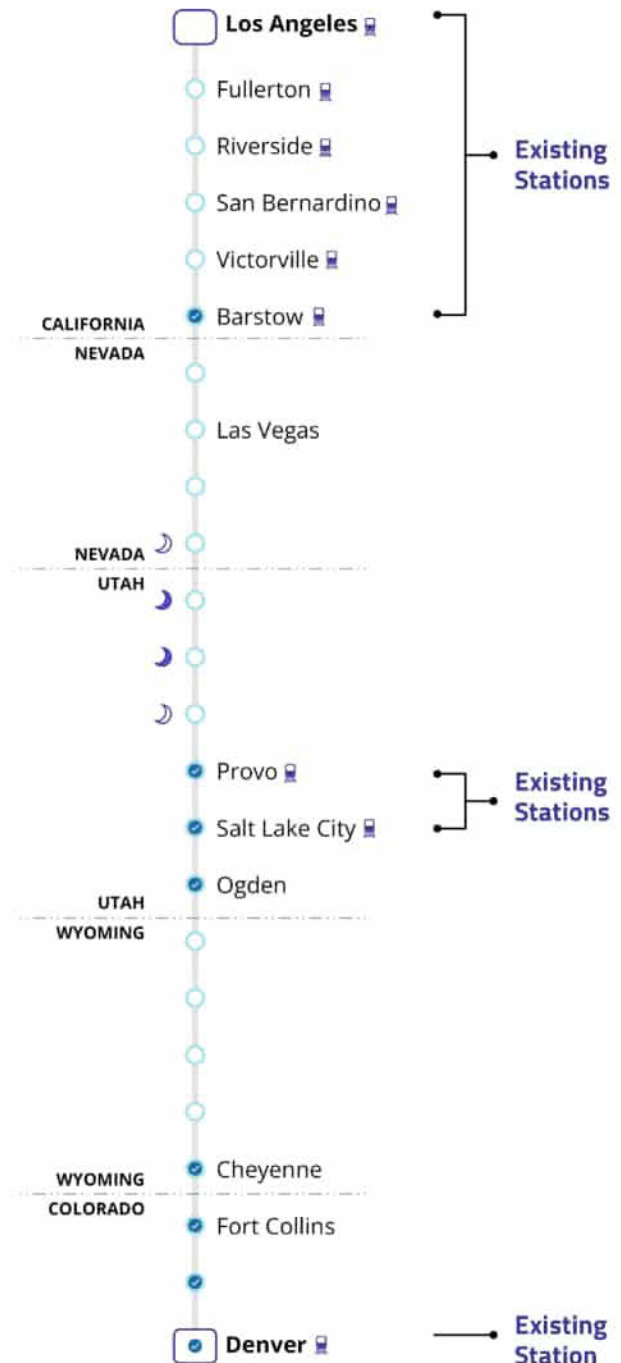 Los Angeles
Fullerton
Riverside
Existing
Stations
San Bernardino
Victorville
Barstow
CALIFORNIA
NEVADA
Las Vegas
NEVADA
UTAH
Provo
Existing
Stations
Salt Lake City
Ogden
UTAH
WYOMING
Cheyenne
WYOMING
COLORADO
Fort Collins
Denver
Existing
Station